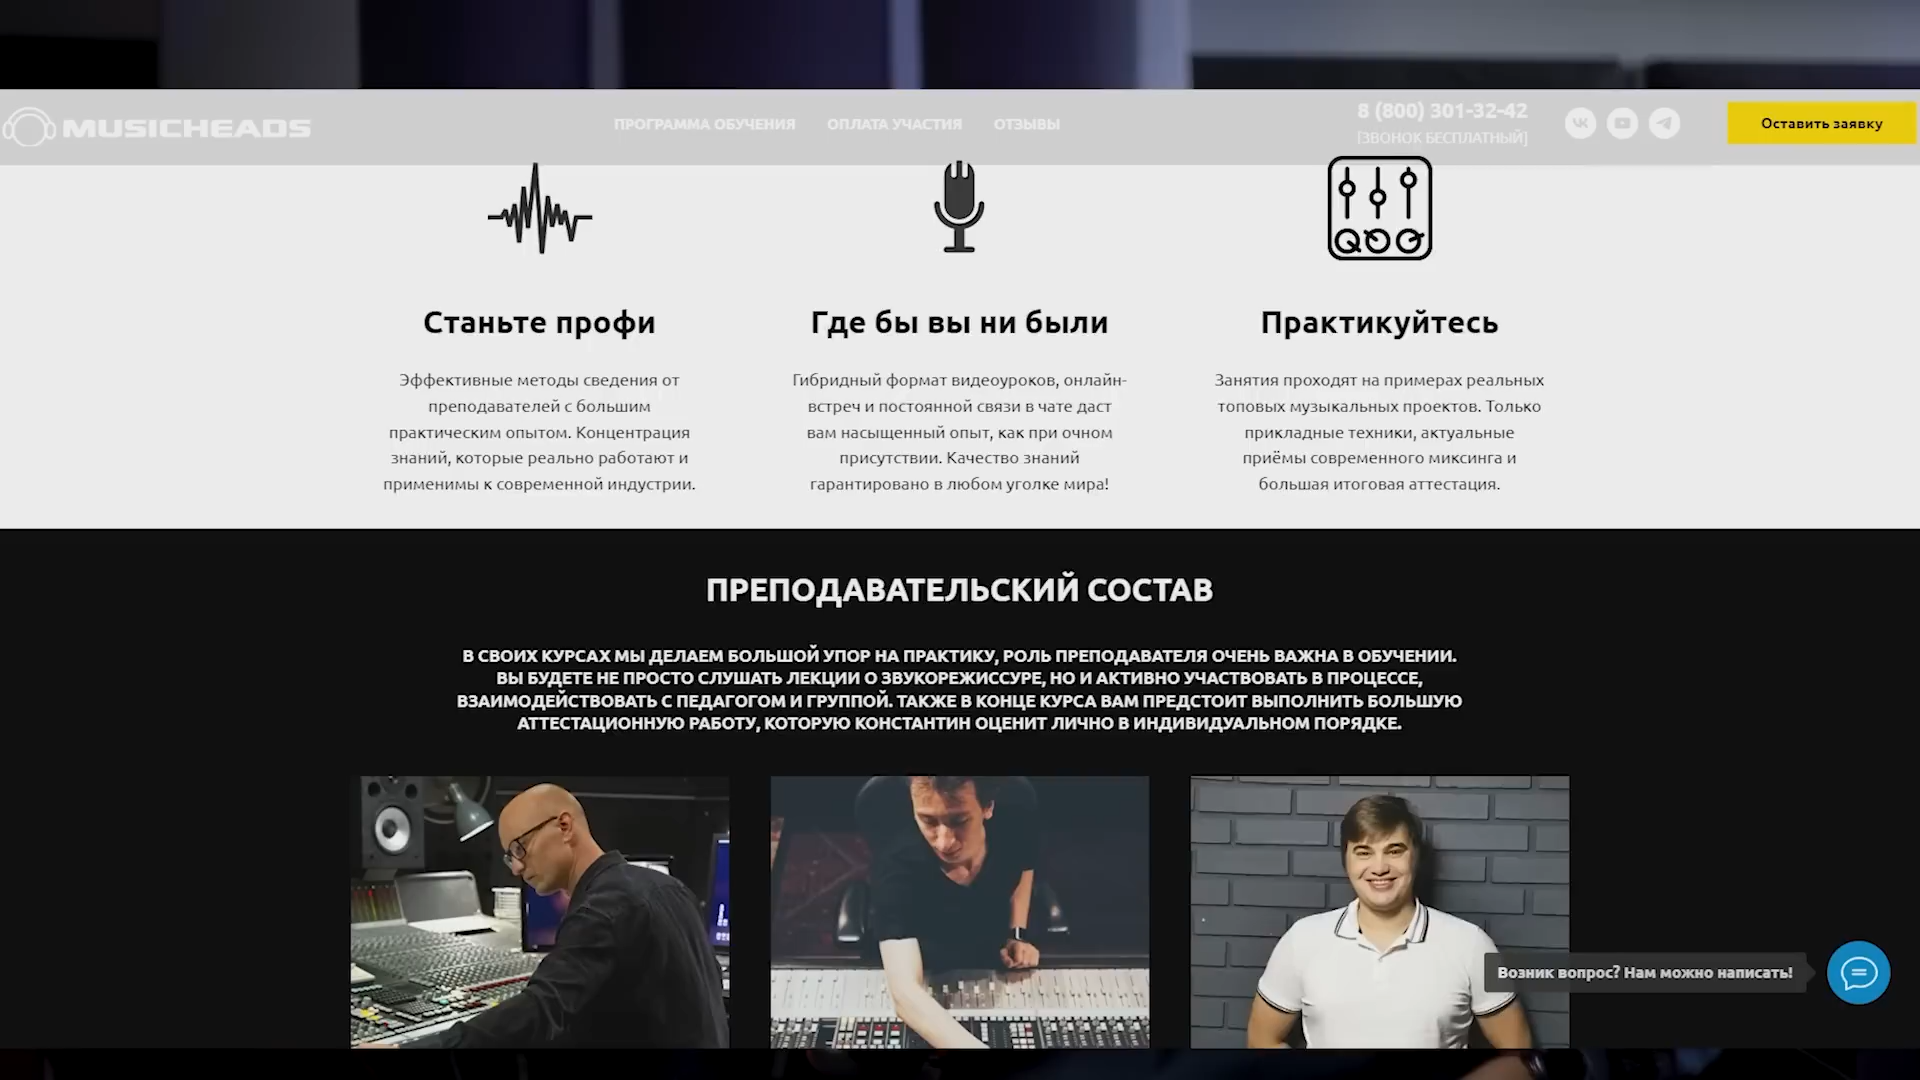 MUSICHEADS
ПРОГРАММА ОБУЧЕНИЯ
ОПЛАТА УЧАСТИЯ
ОТЗЫВЫ
8 (800) 301-32-42
[ЗВОНОК БЕСПЛАТНЫЙ]
Оставить заявку
Станьте профи
Эффективные методы сведения от
преподавателей с большим
практическим опытом. Концентрация
знаний, которые реально работают и
применимы к современной индустрии.
Где бы вы ни были
Гибридный формат видеоуроков, онлайн-
встреч и постоянной связи в чате даст
вам насыщенный опыт, как при очном
присутствии. Качество знаний
гарантировано в любом уголке мира!
Практикуйтесь
Занятия проходят на примерах реальных
топовых музыкальных проектов. Только
прикладные техники, актуальные
приёмы современного миксинга и
большая итоговая аттестация.
ПРЕПОДАВАТЕЛЬСКИЙ СОСТАВ
В СВОИХ КУРСАХ МЫ ДЕЛАЕМ БОЛЬШОЙ УПОР НА ПРАКТИКУ, РОЛЬ ПРЕПОДАВАТЕЛЯ ОЧЕНЬ ВАЖНА В ОБУЧЕНИИ.
ВЫ БУДЕТЕ НЕ ПРОСТО СЛУШАТЬ ЛЕКЦИИ О ЗВУКОРЕЖИССУРЕ, НО И АКТИВНО УЧАСТВОВАТЬ В ПРОЦЕССЕ,
ВЗАИМОДЕЙСТВОВАТЬ С ПЕДАГОГОМ И ГРУППОЙ. ТАКЖЕ В КОНЦЕ КУРСА ВАМ ПРЕДСТОИТ ВЫПОЛНИТЬ БОЛЬШУЮ
АТТЕСТАЦИОННУЮ РАБОТУ, КОТОРУЮ КОНСТАНТИН ОЦЕНИТ ЛИЧНО В ИНДИВИДУАЛЬНОМ ПОРЯДКЕ.
Возник вопрос? Нам можно написать!